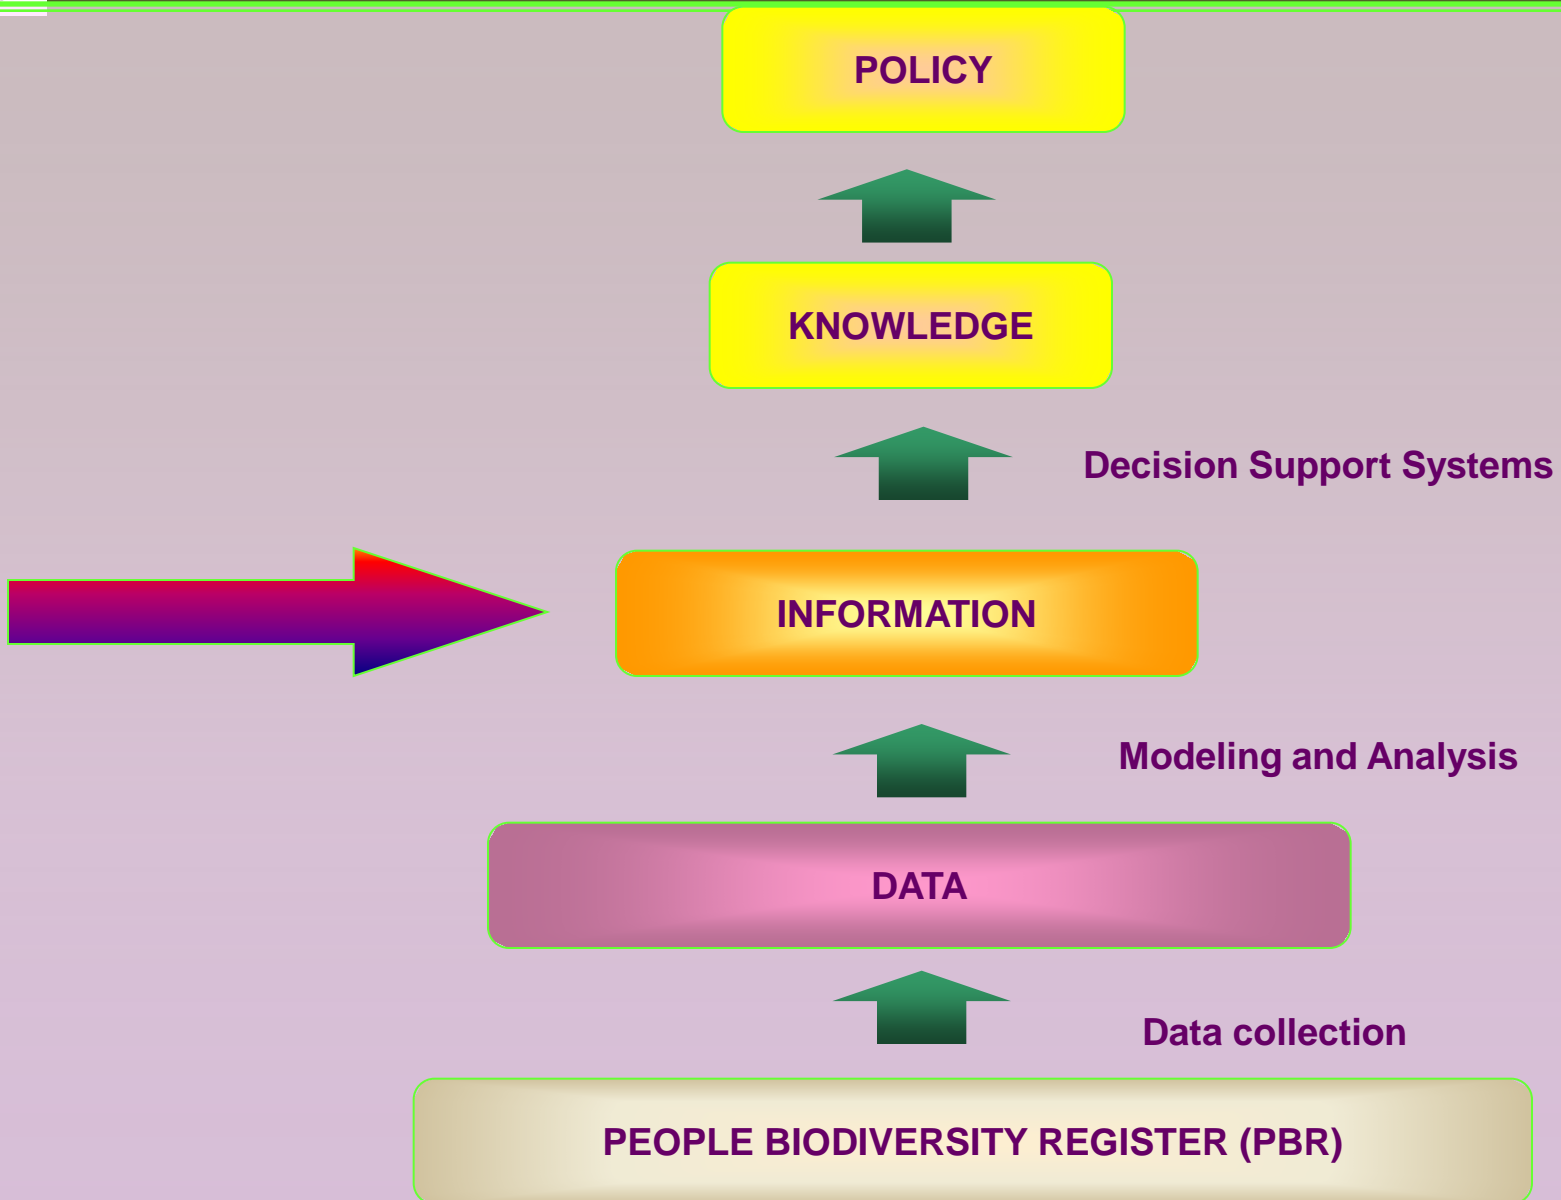 POLICY
KNOWLEDGE
Decision Support Systems
INFORMATION
Modeling and Analysis
DATA
Data collection
PEOPLE BIODIVERSITY REGISTER (PBR)